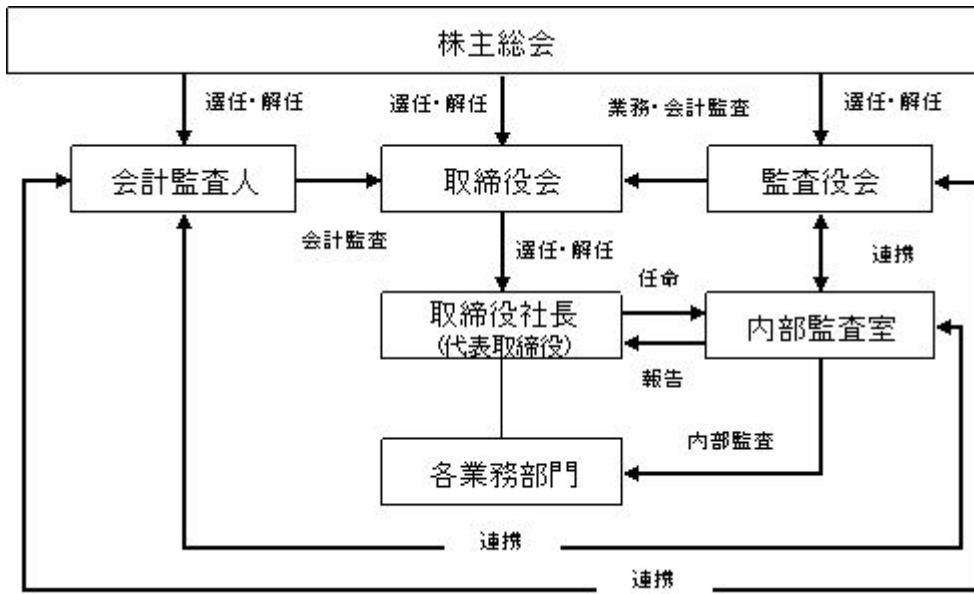 株主総会
選任・解任
選任・解任
業務・会計監査
選任・解任
会計監査人
取締役会
監査役会
会計監査
選任・解任
連携
任命
取締役社長
(代表取締役)
内部監査室
報告
内部監査
各業務部門
連携
連携